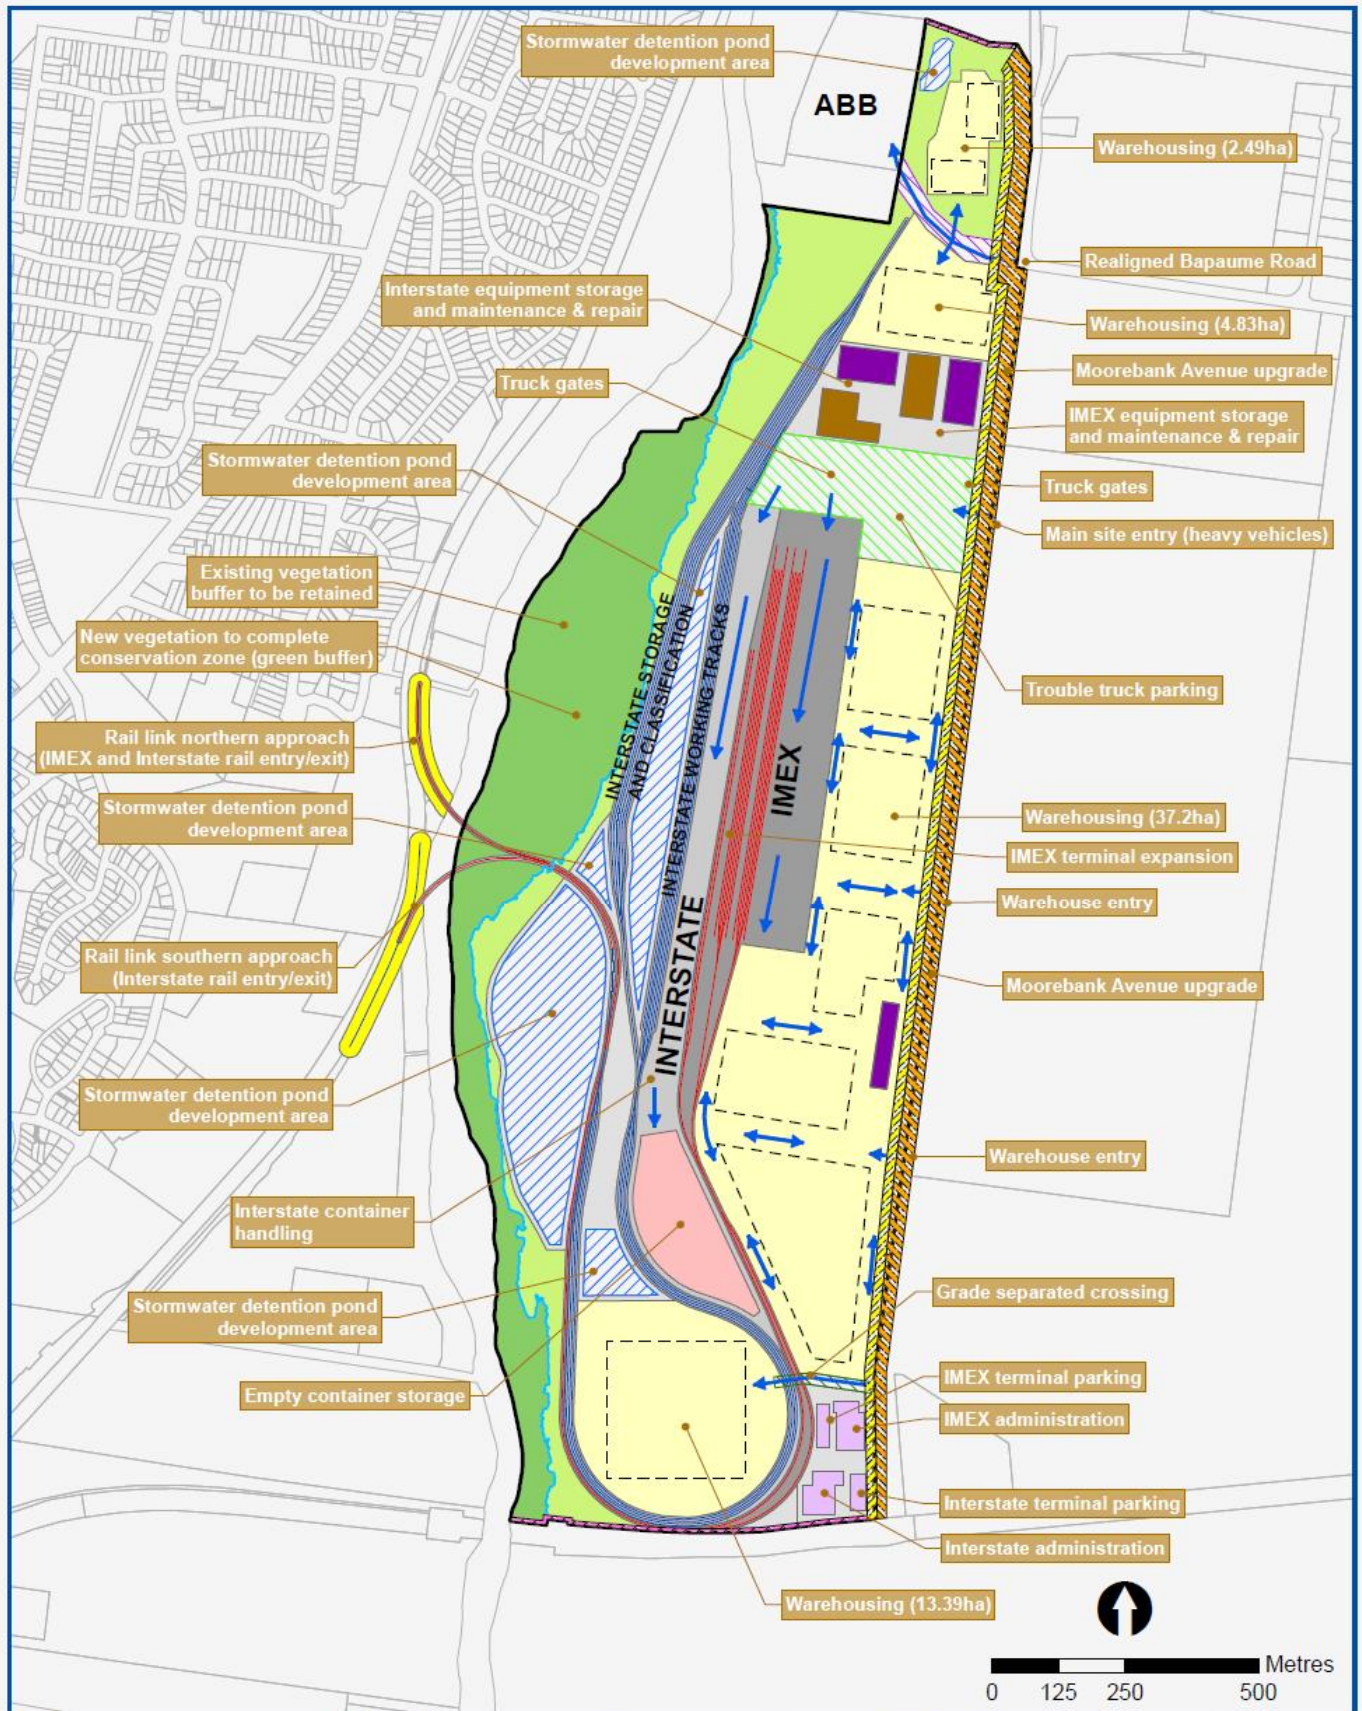 Stormwater detention pond
development area
ABB
Warehousing (2.49ha)
Realigned Bapaume Road
Interstate equipment storage
and maintenance & repair
Warehousing (4.83ha)
Truck gates
Moorebank Avenue upgrade
IMEX equipment storage
and maintenance & repair
Stormwater detention pond
development area
Truck gates
Main site entry (heavy vehicles)
Existing vegetation
buffer to be retained
New vegetation to complete
conservation zone (green buffer)
INTERSTATE STORAGE
AND CLASSIFICATION
INTERSTATE WORKING TRACKS
IMEX
Trouble truck parking
Rail link northern approach
(IMEX and Interstate rail entry/exit)
Stormwater detention pond
development area
Warehousing (37.2ha)
IMEX terminal expansion
Warehouse entry
INTERSTATE
Rail link southern approach
(Interstate rail entry/exit)
Moorebank Avenue upgrade
Stormwater detention pond
development area
Warehouse entry
Interstate container
handling
Stormwater detention pond
development area
Grade separated crossing
Empty container storage
IMEX terminal parking
IMEX administration
Interstate terminal parking
Interstate administration
Warehousing (13.39ha)
Metres
0 125 250 500